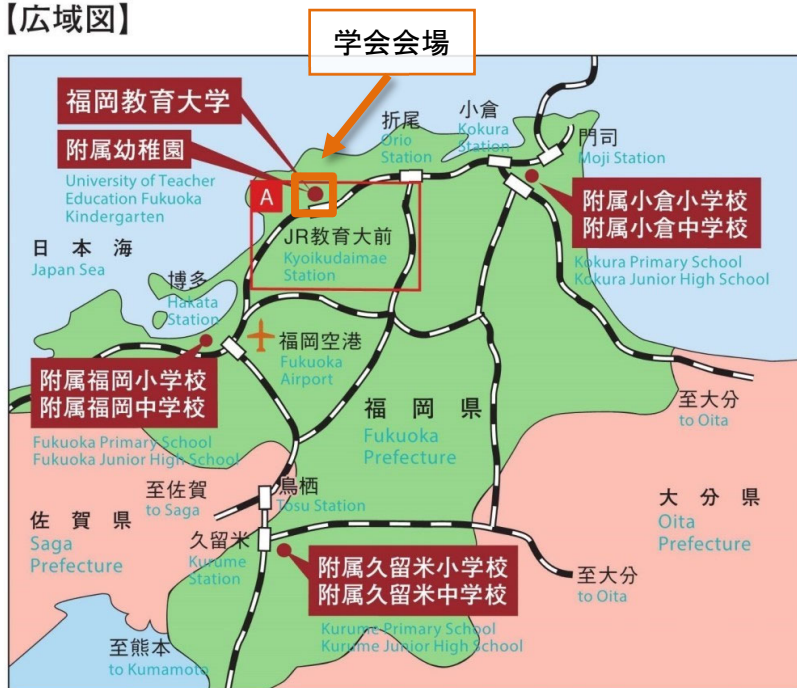 【広域図】
学会会場
福岡教育大学
附属幼稚園
University of Teacher
Education Fukuoka
Kindergarten
折尾
Orio
Station
小倉
Kokura
Station
門司
Moji Station
附属小倉小学校
附属小倉中学校
Kokura Primary School
Kokura Junior High School
A
JR教育大前
Kyoikudaimae
Station
日本海
Japan Sea
博多
Hakata
Station
福岡空港
Fukuoka
Airport
附属福岡小学校
附属福岡中学校
Fukuoka Primary School
Fukuoka Junior High School
福岡県
Fukuoka
Prefecture
至大分
to Oita
至佐賀
to Saga
鳥栖
Tosu Station
佐賀県
Saga
Prefecture
大分県
Oita
Prefecture
久留米
Kurume
Station
附属久留米小学校
附属久留米中学校
Kurume Primary School
Kurume Junior High School
至大分
to Oita
至熊本
to Kumamoto